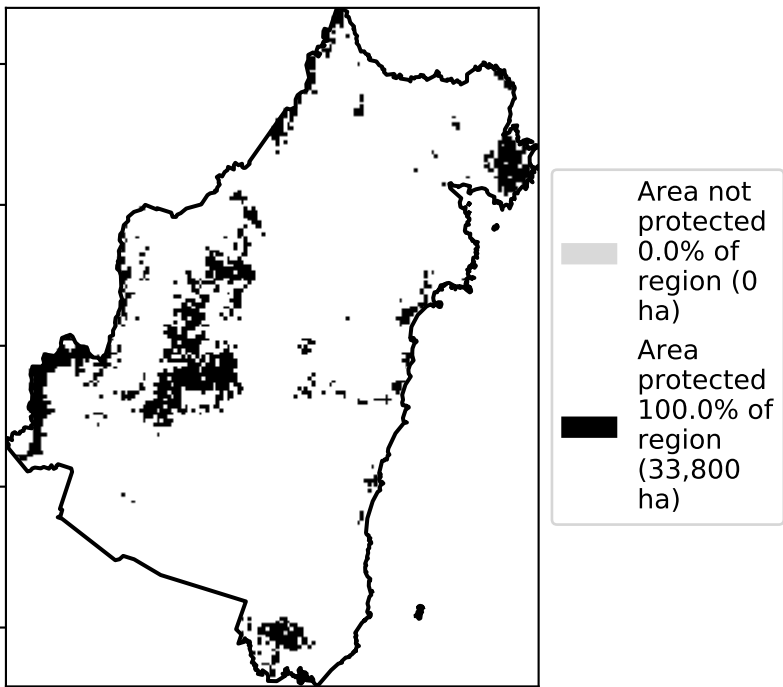 Area not
protected
0.0% of
region (0
ha)
Area
protected
100.0% of
region
(33,800
ha)